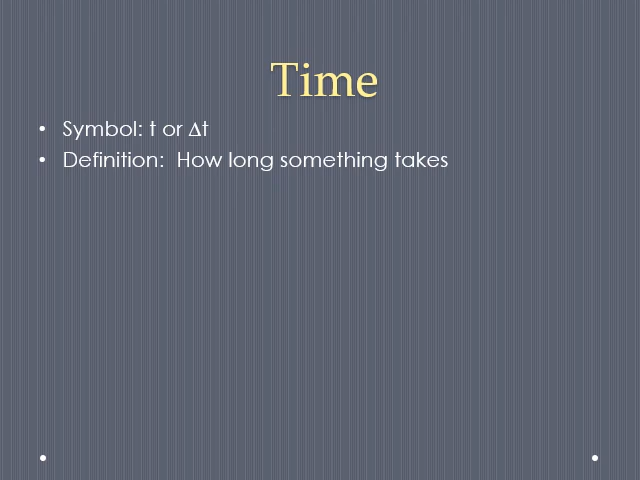 Time
• Symbol: t or Δt
• Definition:  How long something takes